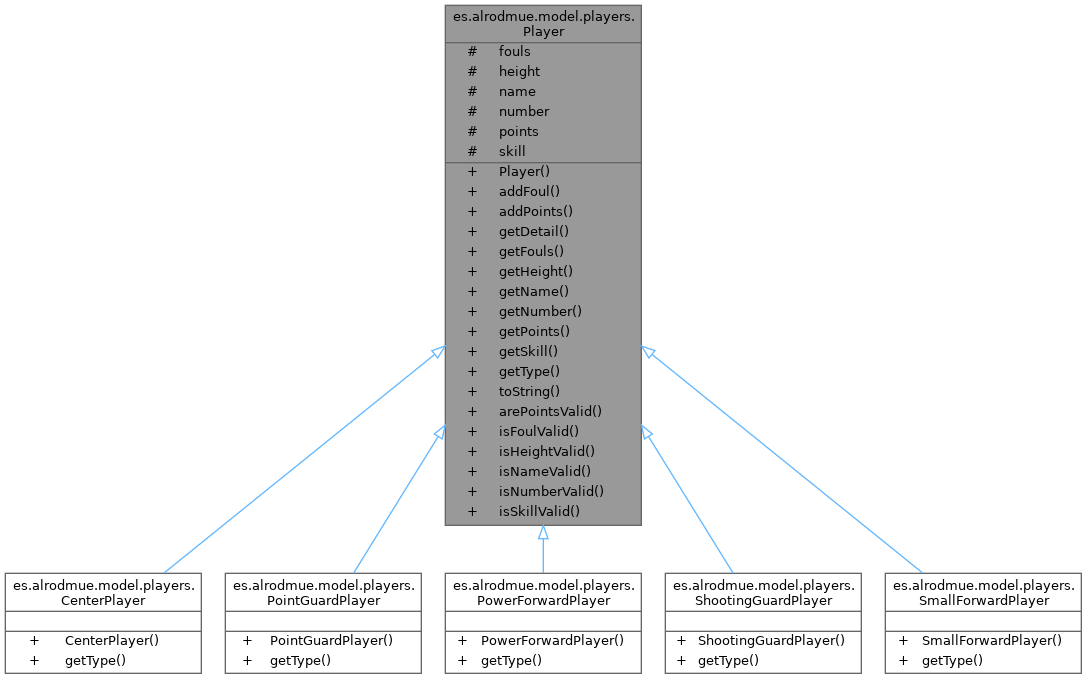 es.alrodmue.model.players.
Player
# fouls
# height
# name
# number
# points
# skill
+ Player()
+ addFoul()
+ addPoints()
+ getDetail()
+ getFouls()
+ getHeight()
+ getName()
+ getNumber()
+ getPoints()
+ getSkill()
+ getType()
+ toString()
+ arePointsValid()
+ isFoulValid()
+ isHeightValid()
+ isNameValid()
+ isNumberValid()
+ isSkillValid()
es.alrodmue.model.players.
CenterPlayer
+ CenterPlayer()
+ getType()
es.alrodmue.model.players.
PointGuardPlayer
+ PointGuardPlayer()
+ getType()
es.alrodmue.model.players.
PowerForwardPlayer
+ PowerForwardPlayer()
+ getType()
es.alrodmue.model.players.
ShootingGuardPlayer
+ ShootingGuardPlayer()
+ getType()
es.alrodmue.model.players.
SmallForwardPlayer
+ SmallForwardPlayer()
+ getType()